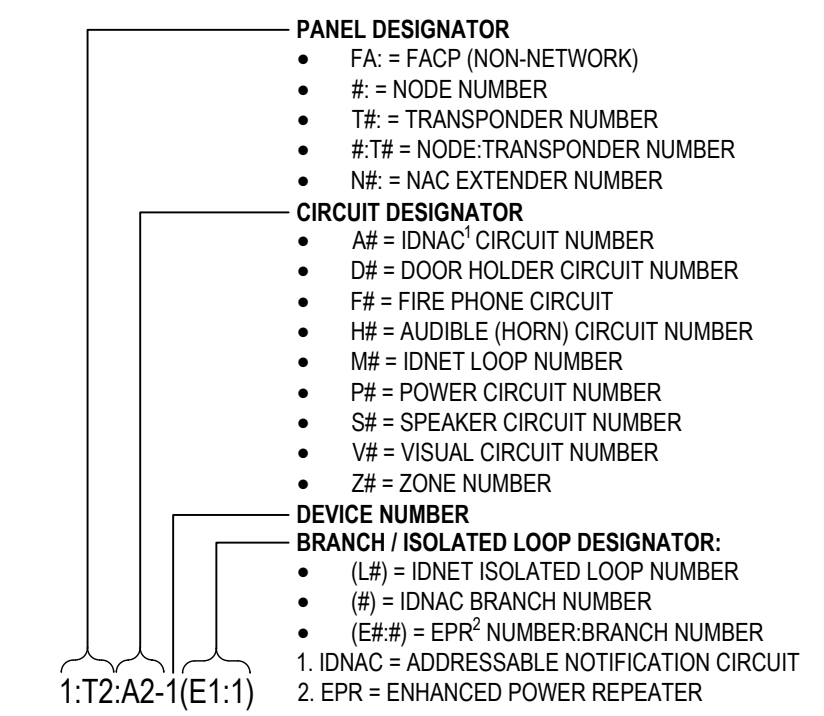 PANEL DESIGNATOR
• FA: = FACP (NON-NETWORK)
• #: = NODE NUMBER
• T#: = TRANSPONDER NUMBER
• #:T# = NODE:TRANSPONDER NUMBER
• N#: = NAC EXTENDER NUMBER
CIRCUIT DESIGNATOR
• A# = IDNAC¹ CIRCUIT NUMBER
• D# = DOOR HOLDER CIRCUIT NUMBER
• F# = FIRE PHONE CIRCUIT
• H# = AUDIBLE (HORN) CIRCUIT NUMBER
• M# = IDNET LOOP NUMBER
• P# = POWER CIRCUIT NUMBER
• S# = SPEAKER CIRCUIT NUMBER
• V# = VISUAL CIRCUIT NUMBER
• Z# = ZONE NUMBER
DEVICE NUMBER
BRANCH / ISOLATED LOOP DESIGNATOR:
• (L#) = IDNET ISOLATED LOOP NUMBER
• (#) = IDNAC BRANCH NUMBER
• (E#:#) = EPR² NUMBER:BRANCH NUMBER
1. IDNAC = ADDRESSABLE NOTIFICATION CIRCUIT
2. EPR = ENHANCED POWER REPEATER
1:T2:A2-1(E1:1)